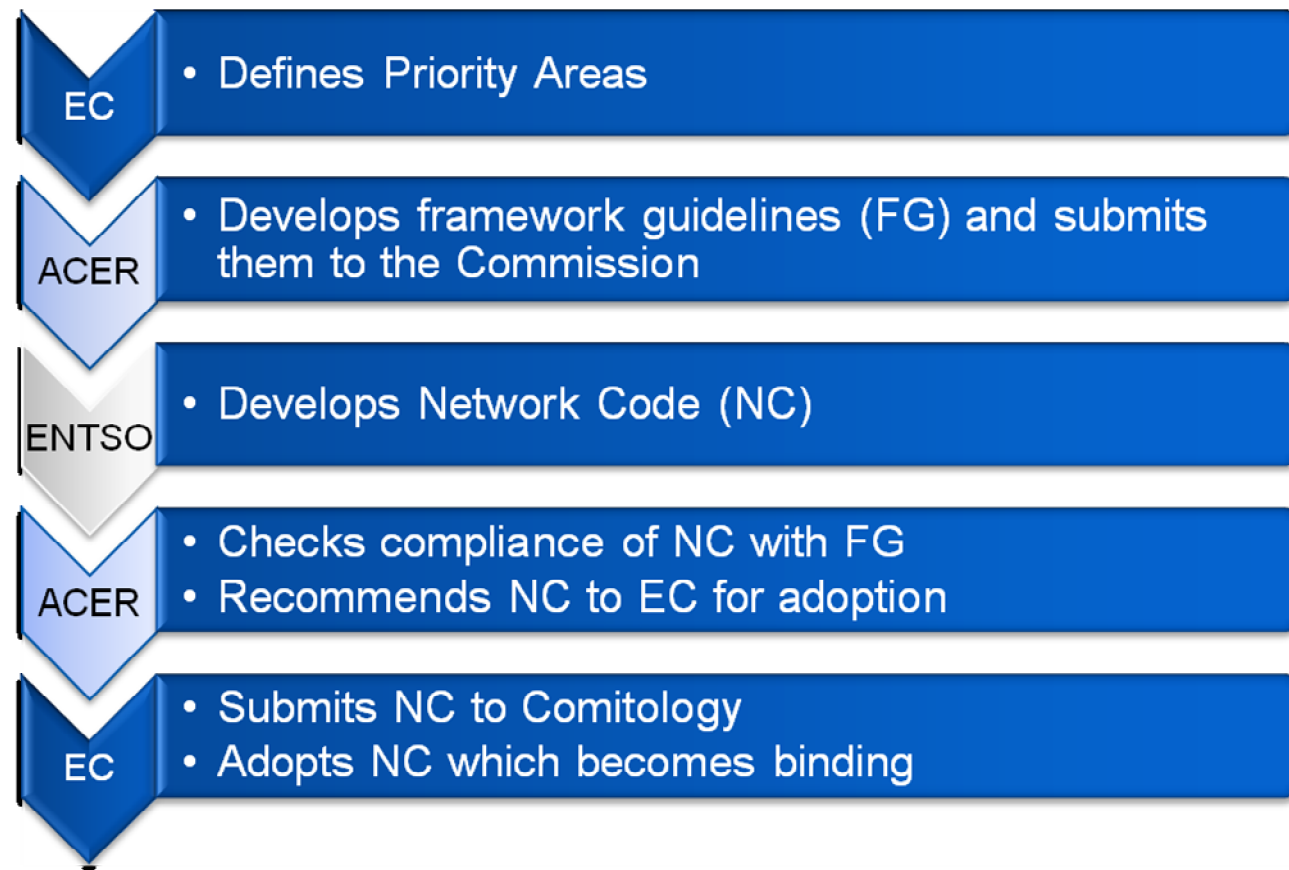 EC
• Defines Priority Areas
ACER
• Develops framework guidelines (FG) and submits
them to the Commission
ENTSO
• Develops Network Code (NC)
ACER
• Checks compliance of NC with FG
• Recommends NC to EC for adoption
EC
• Submits NC to Comitology
• Adopts NC which becomes binding